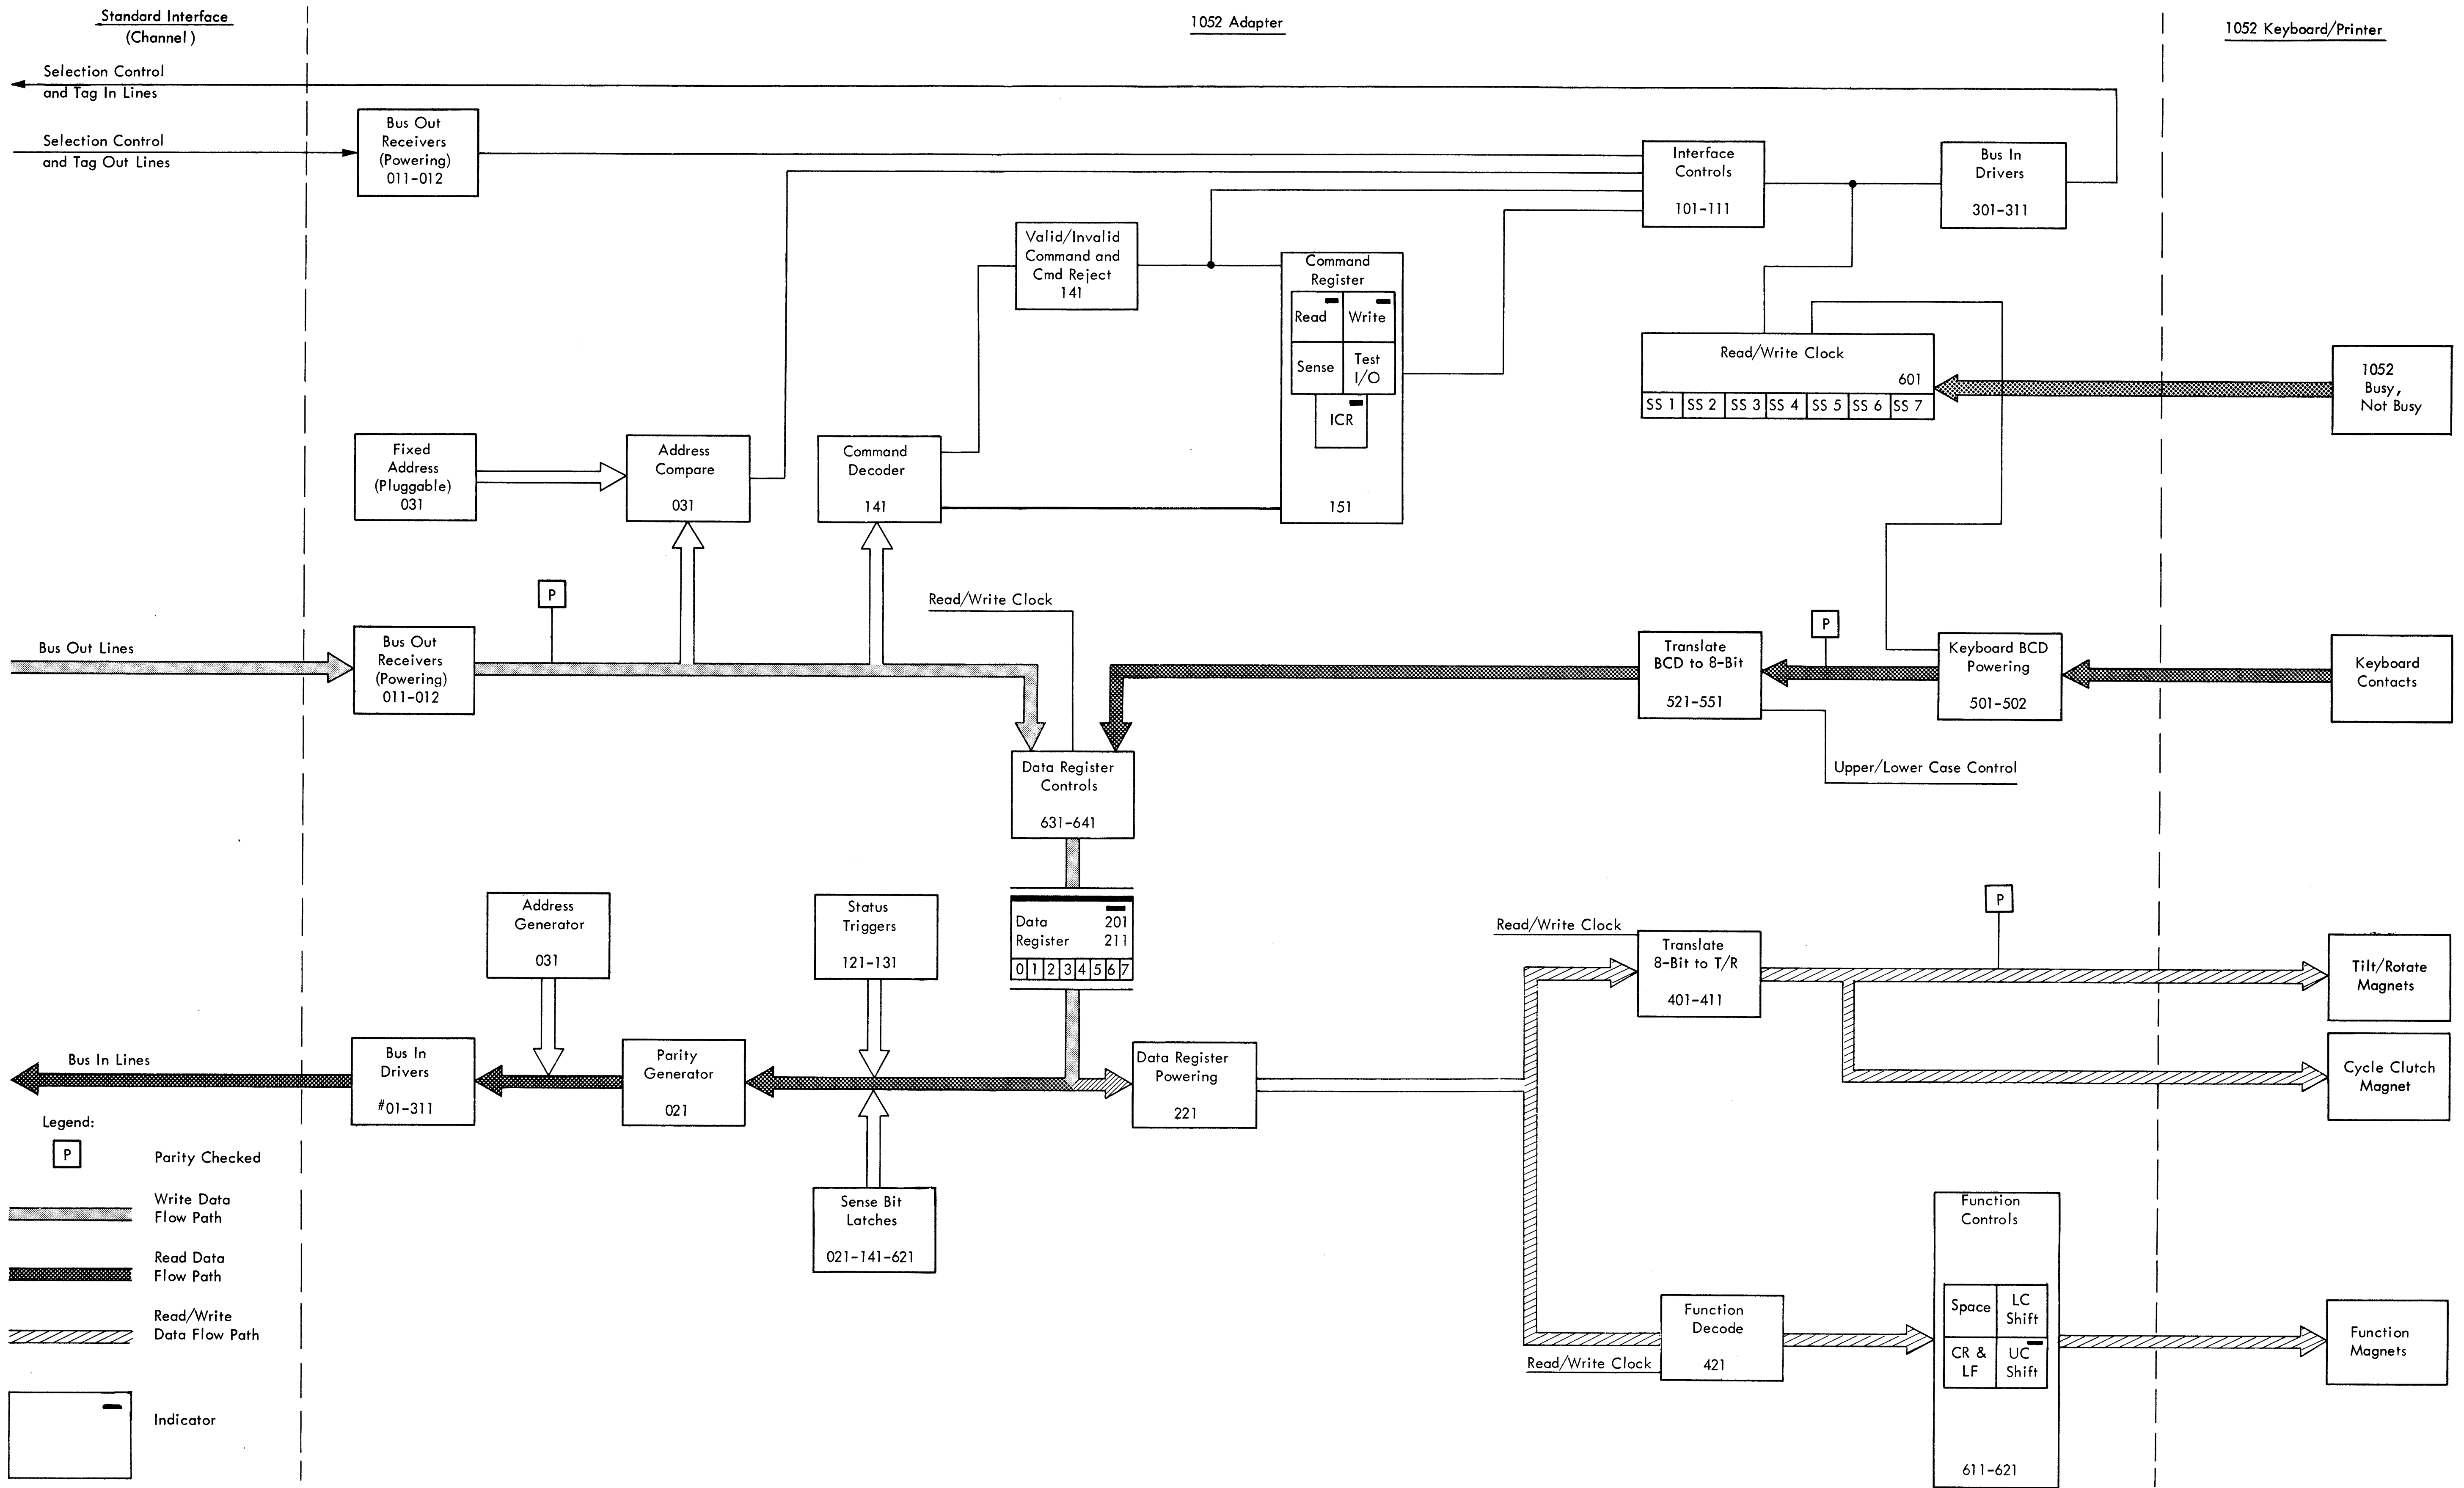 Standard Interface
(Channel)
1052 Adapter
1052 Keyboard/Printer
Selection Control
and Tag In Lines
Selection Control
and Tag Out Lines
Bus Out
Receivers
(Powering)
011-012
Interface
Controls
101-111
Bus In
Drivers
301-311
Valid/Invalid
Command and
Cmd Reject
141
Command
Register
Read
Write
Sense
Test
I/O
ICR
151
Read/Write Clock
601
SS 1
SS 2
SS 3
SS 4
SS 5
SS 6
SS 7
1052
Busy,
Not Busy
Fixed
Address
(Pluggable)
031
Address
Compare
031
Command
Decoder
141
P
Read/Write Clock
Bus Out Lines
Bus Out
Receivers
(Powering)
011-012
Translate
BCD to 8-Bit
521-551
P
Keyboard BCD
Powering
501-502
Keyboard
Contacts
Upper/Lower Case Control
Data Register
Controls
631-641
Address
Generator
031
Status
Triggers
121-131
Data 201
Register 211
0 1 2 3 4 5 6 7
Read/Write Clock
Translate
8-Bit to T/R
401-411
P
Tilt/Rotate
Magnets
Bus In Lines
Bus In
Drivers
#01-311
Parity
Generator
021
Data Register
Powering
221
Cycle Clutch
Magnet
Legend:
P
Parity Checked
Write Data
Flow Path
Read Data
Flow Path
Read/Write
Data Flow Path
Indicator
Sense Bit
Latches
021-141-621
Read/Write Clock
Function
Decode
421
Function
Controls
Space
LC
Shift
CR &
LF
UC
Shift
611-621
Function
Magnets